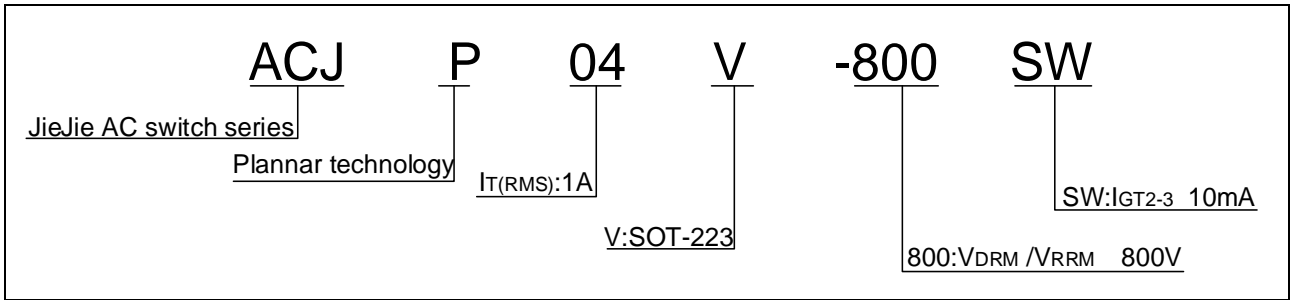 ACJ P 04 V -800 SW
JieJie AC switch series
Plannar technology
IT(RMS):1A
SW:IGT2-3 10mA
V:SOT-223
800:VDRM /VRRM 800V